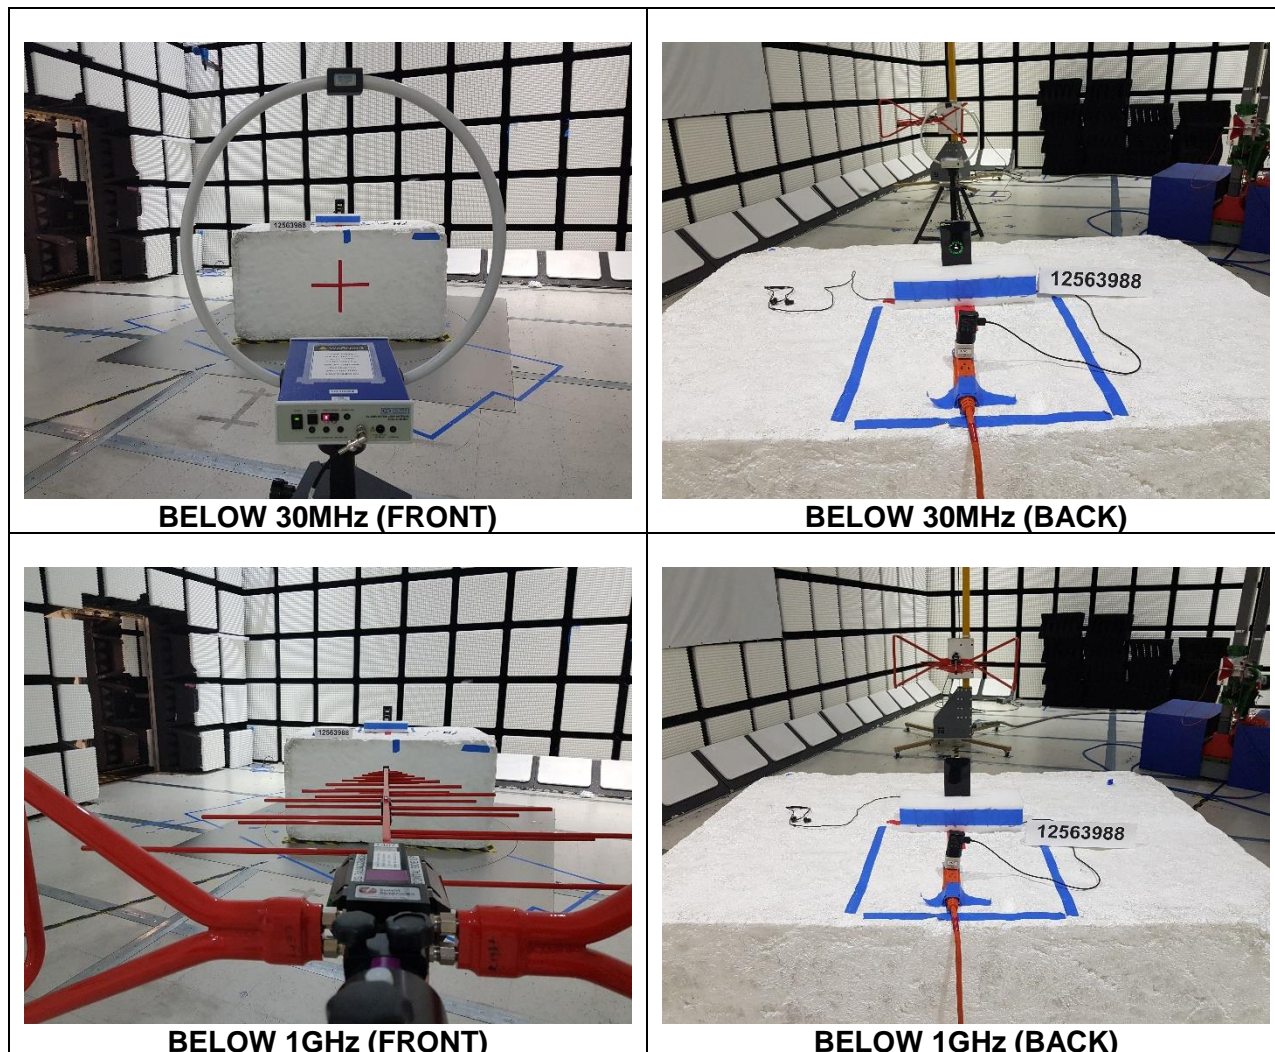 12563988
BELOW 30MHz (FRONT)
12563988
BELOW 30MHz (BACK)
12563988
BELOW 1GHz (FRONT)
12563988
BELOW 1GHz (BACK)